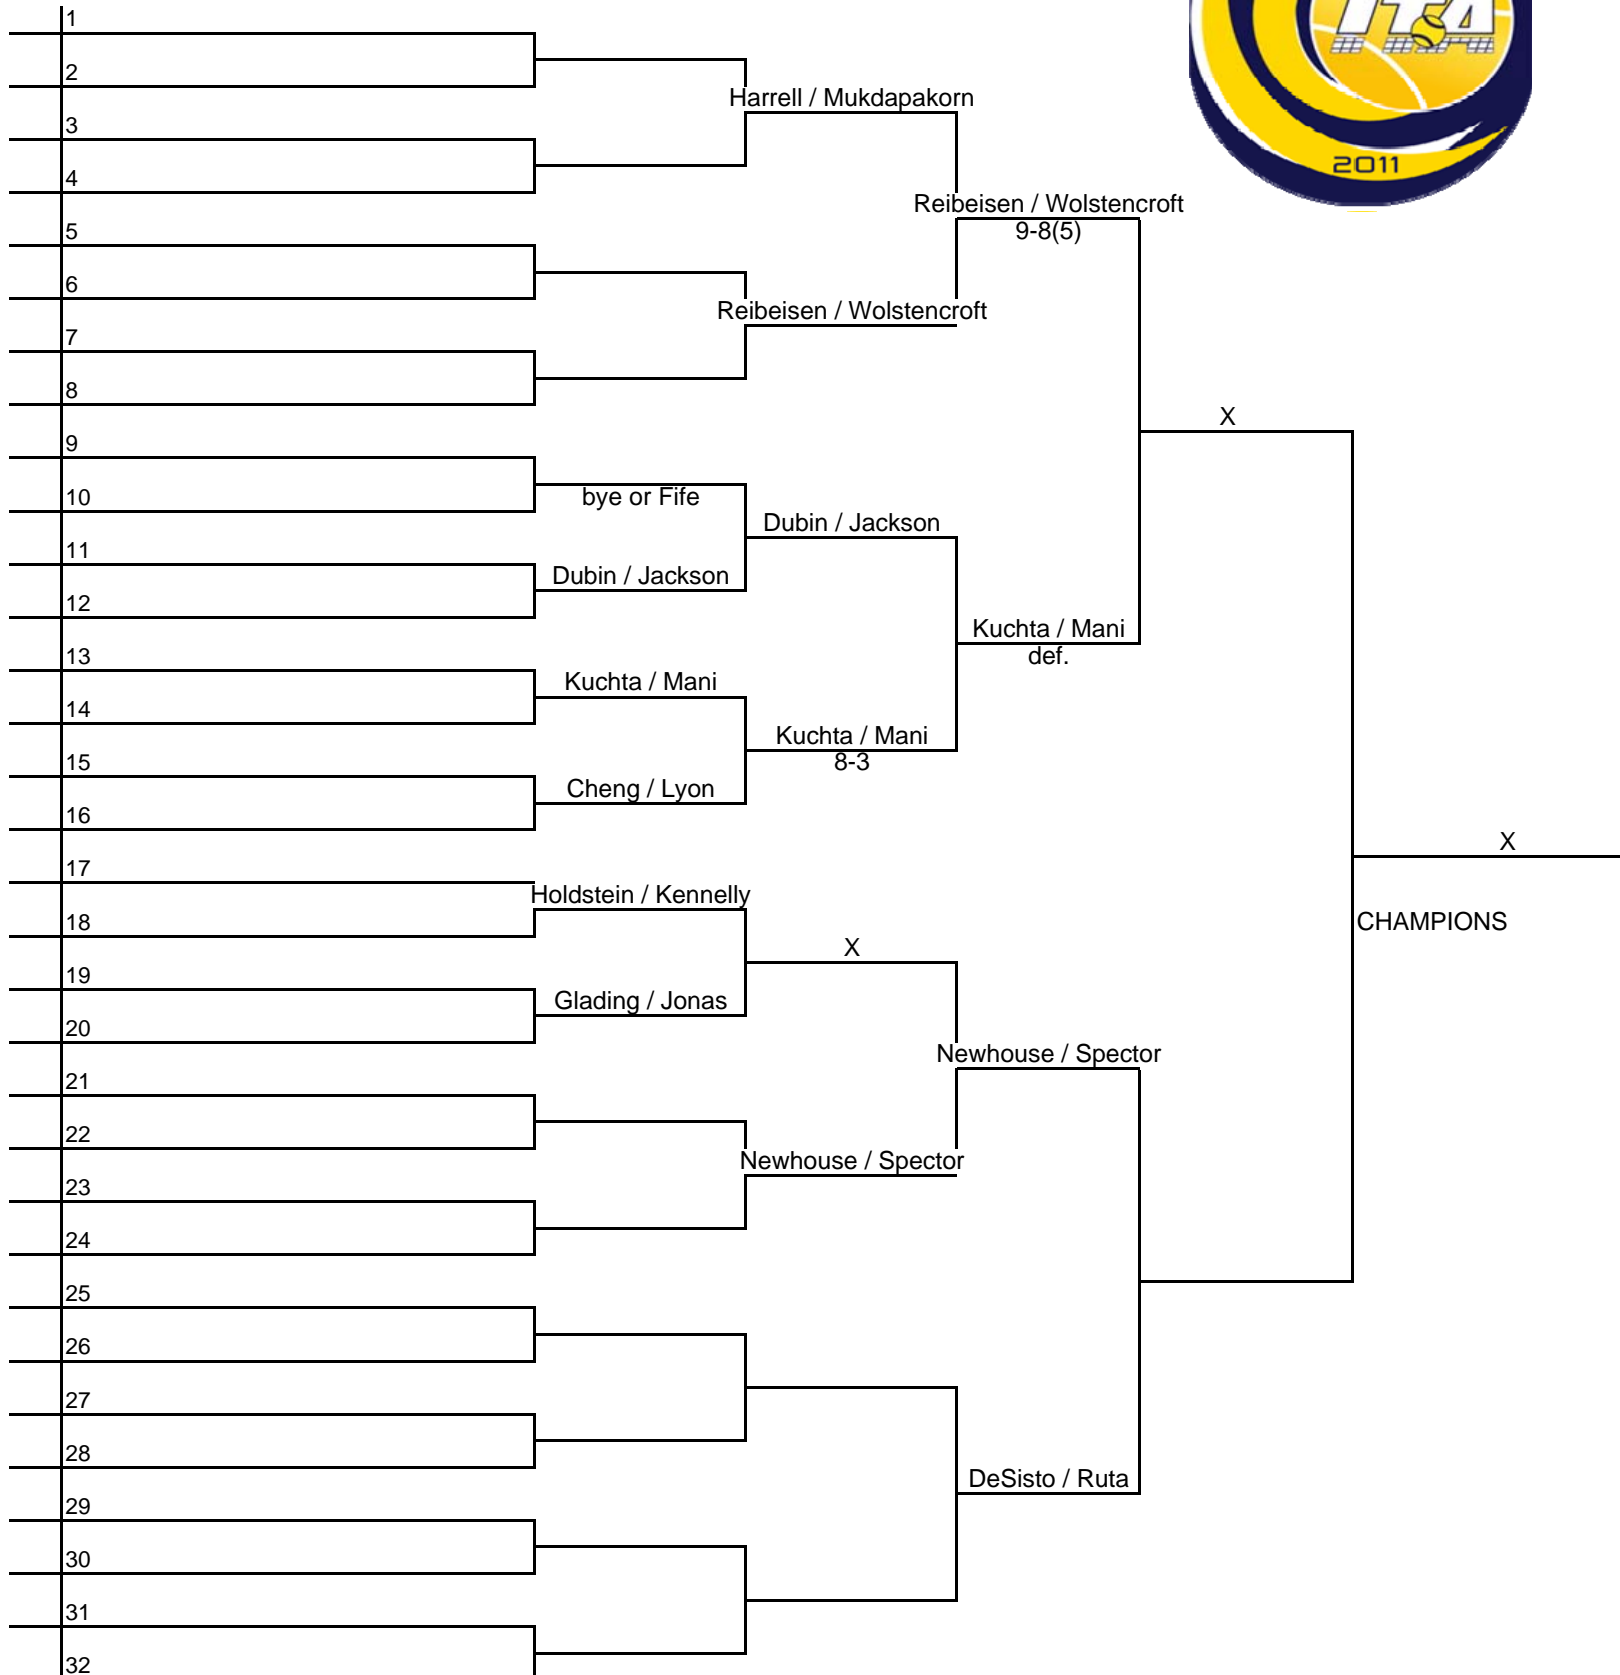 1
ITA
2
Harrell / Mukdapakorn
3
2011
4
Reibeisen / Wolstencroft
5
9-8(5)
6
Reibeisen / Wolstencroft
7
8
X
9
10
bye or Fife
Dubin / Jackson
11
Dubin / Jackson
12
Kuchta / Mani
13
def.
Kuchta / Mani
14
Kuchta / Mani
15
8-3
Cheng / Lyon
16
X
17
Holdstein / Kennelly
18
CHAMPIONS
X
19
Glading / Jonas
20
Newhouse / Spector
21
22
Newhouse / Spector
23
24
25
26
27
28
DeSisto / Ruta
29
30
31
32